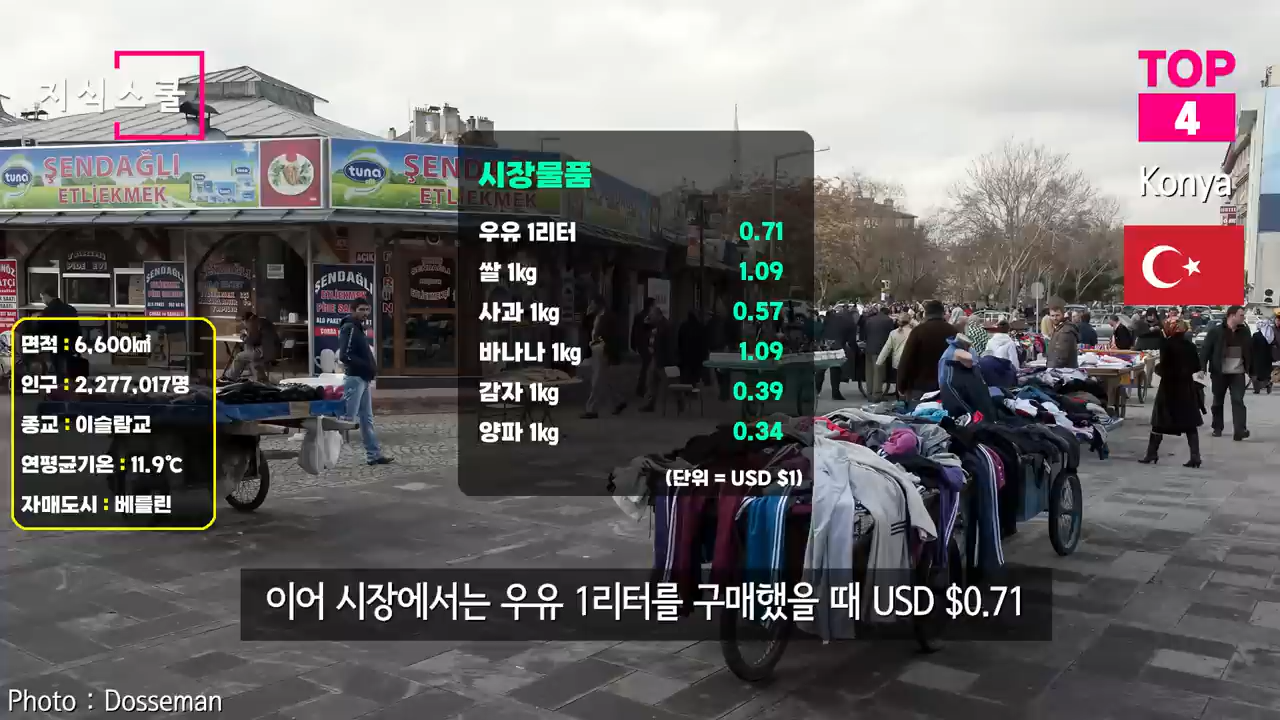 지식스쿨
TOP
4
Konya
ŞENDAĞLI
ETLİEKMEK
tuna
tuna
시장물품
우유 1리터 0.71
쌀 1kg 1.09
사과 1kg 0.57
바나나 1kg 1.09
감자 1kg 0.39
양파 1kg 0.34
(단위 = USD $1)
면적 : 6,600㎢
인구 : 2,277,017명
종교 : 이슬람교
연평균기온 : 11.9℃
자매도시 : 베를린
ŞENDAĞLI
이어 시장에서는 우유 1리터를 구매했을 때 USD $0.71
Photo : Dosseman